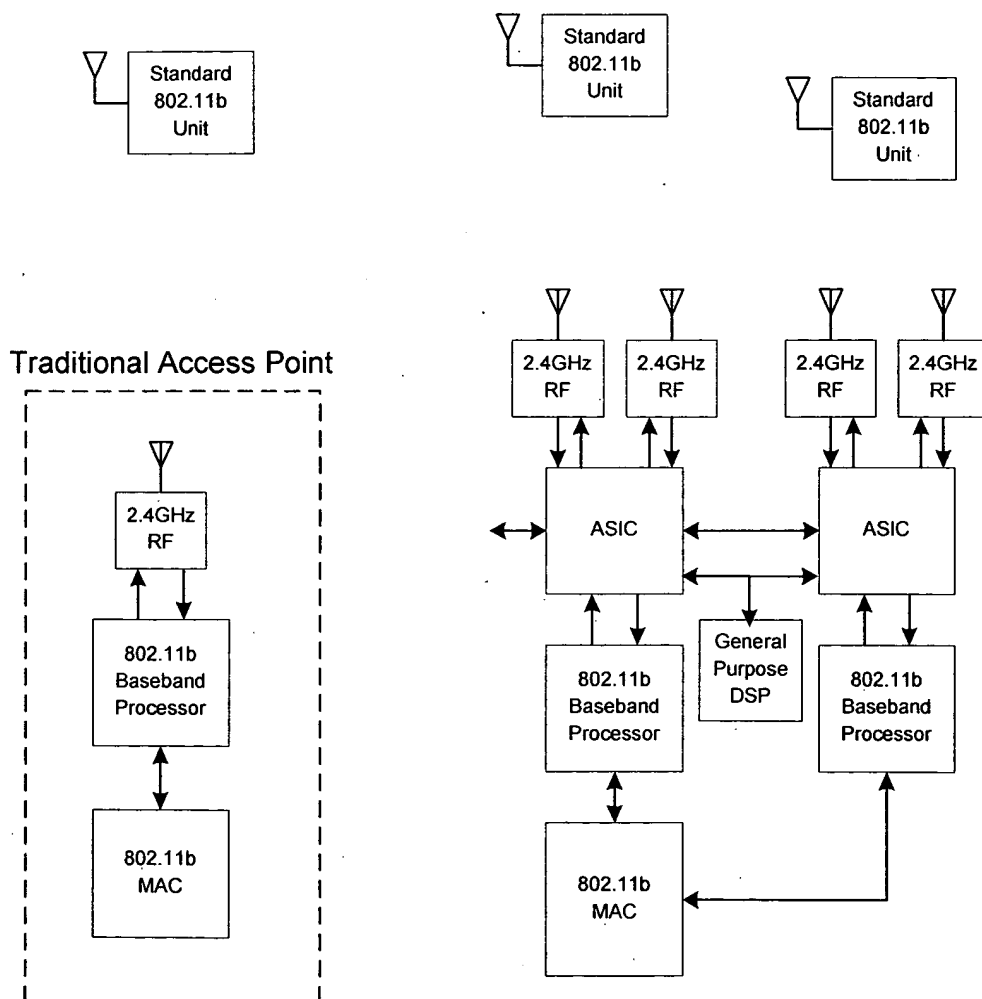 Standard
802.11b
Unit
Standard
802.11b
Unit
Standard
802.11b
Unit
Traditional Access Point
2.4GHz
RF
802.11b
Baseband
Processor
802.11b
MAC
2.4GHz
RF
2.4GHz
RF
2.4GHz
RF
2.4GHz
RF
ASIC
ASIC
802.11b
Baseband
Processor
General
Purpose
DSP
802.11b
Baseband
Processor
802.11b
MAC